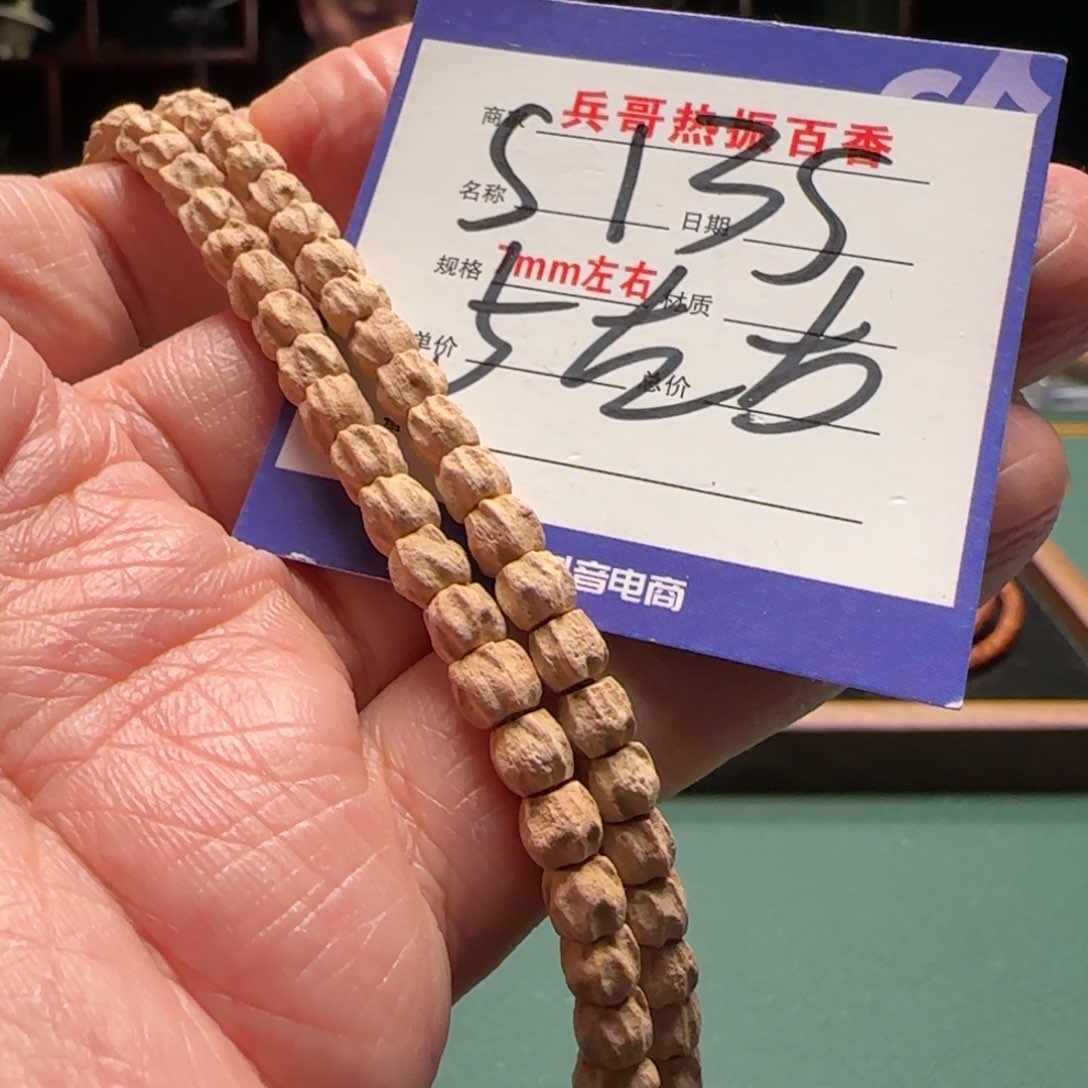 商家 兵哥热振百香
S135
名称 日期
规格 7mm左右 材质
单价 总价
抖音电商